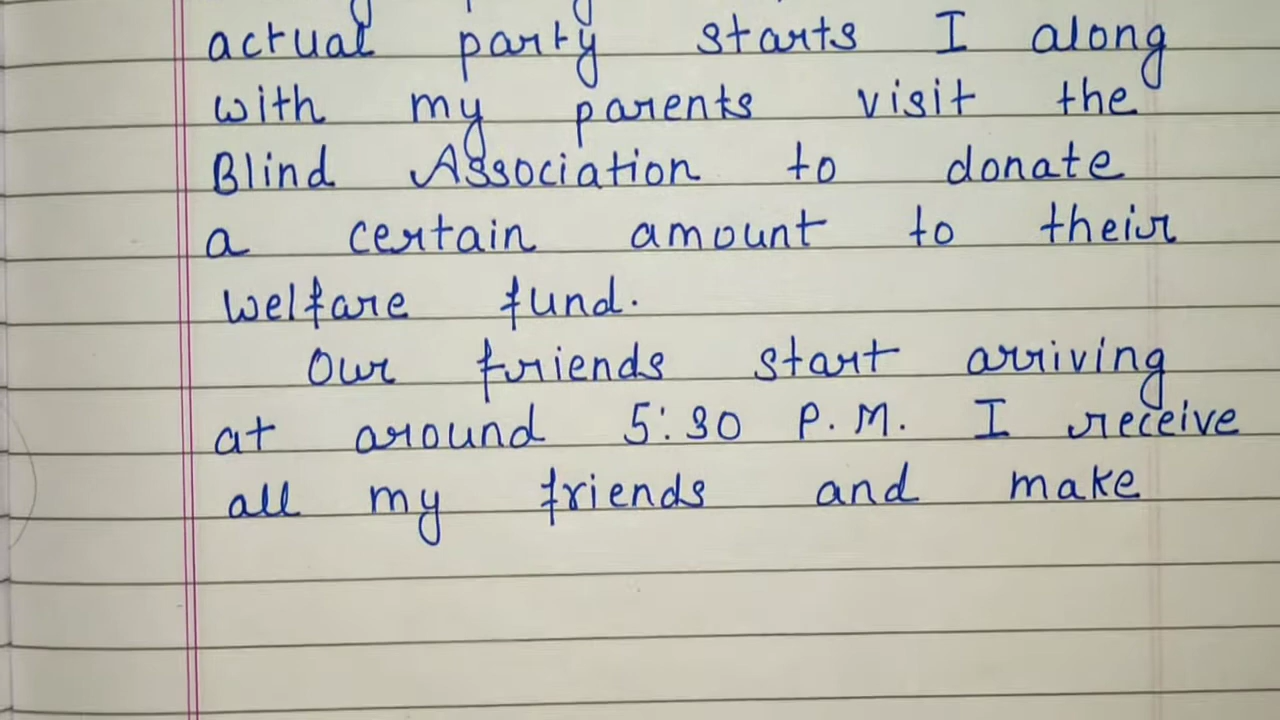 actual party starts I along
with my parents visit the
Blind Association to donate
a certain amount to their
welfare fund.
Our friends start arriving
at around 5:30 P.M. I receive
all my friends and make